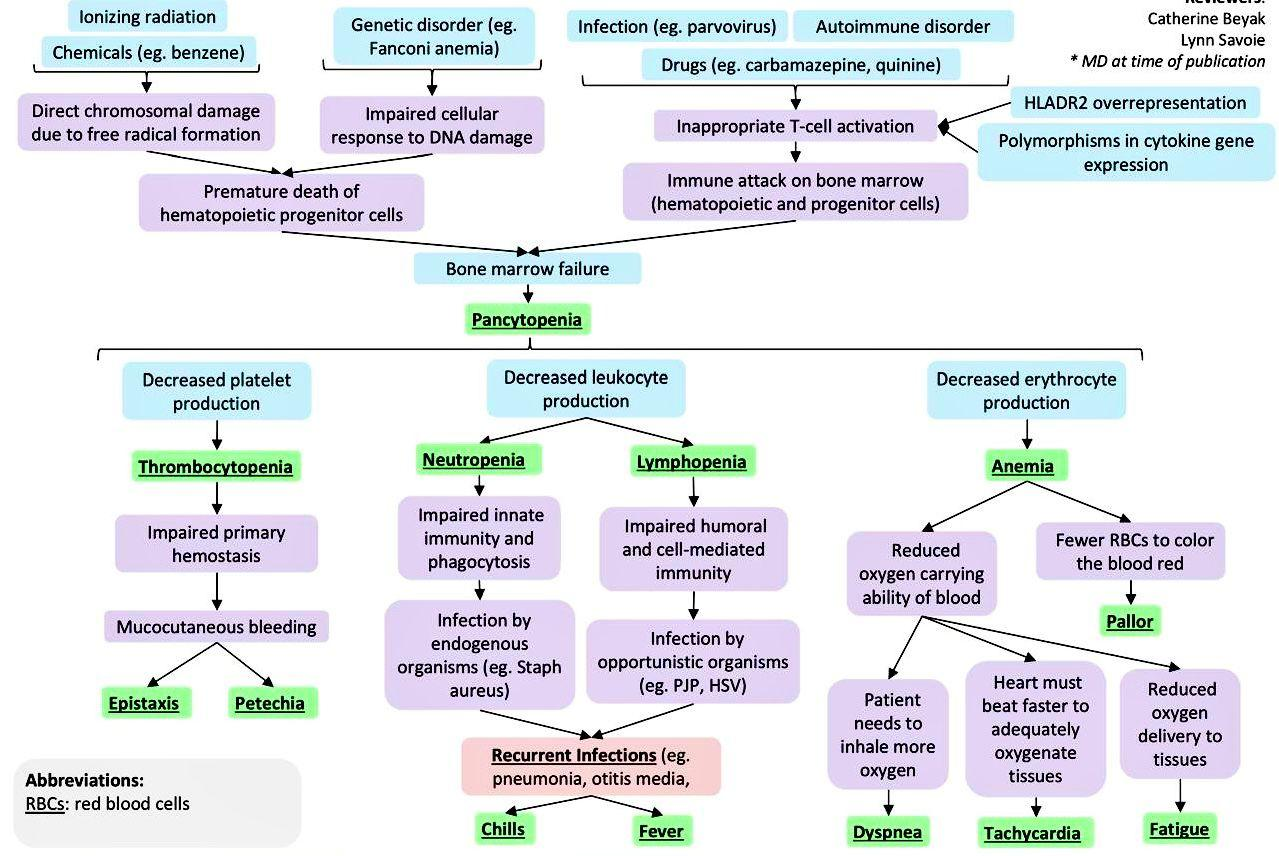 Reviewers:
Catherine Beyak
Lynn Savoie
* MD at time of publication
Ionizing radiation
Chemicals (eg. benzene)
Genetic disorder (eg.
Fanconi anemia)
Infection (eg. parvovirus)
Autoimmune disorder
Drugs (eg. carbamazepine, quinine)
HLADR2 overrepresentation
Polymorphisms in cytokine gene
expression
Direct chromosomal damage
due to free radical formation
Impaired cellular
response to DNA damage
Inappropriate T-cell activation
Premature death of
hematopoietic progenitor cells
Immune attack on bone marrow
(hematopoietic and progenitor cells)
Bone marrow failure
Pancytopenia
Decreased platelet
production
Thrombocytopenia
Impaired primary
hemostasis
Mucocutaneous bleeding
Epistaxis
Petechia
Decreased leukocyte
production
Neutropenia
Lymphopenia
Impaired innate
immunity and
phagocytosis
Impaired humoral
and cell-mediated
immunity
Infection by
endogenous
organisms (eg. Staph
aureus)
Infection by
opportunistic organisms
(eg. PJP, HSV)
Recurrent Infections (eg.
pneumonia, otitis media,
Chills
Fever
Decreased erythrocyte
production
Anemia
Reduced
oxygen carrying
ability of blood
Fewer RBCs to color
the blood red
Pallor
Patient
needs to
inhale more
oxygen
Heart must
beat faster to
adequately
oxygenate
tissues
Reduced
oxygen
delivery to
tissues
Dyspnea
Tachycardia
Fatigue
Abbreviations:
RBCs: red blood cells